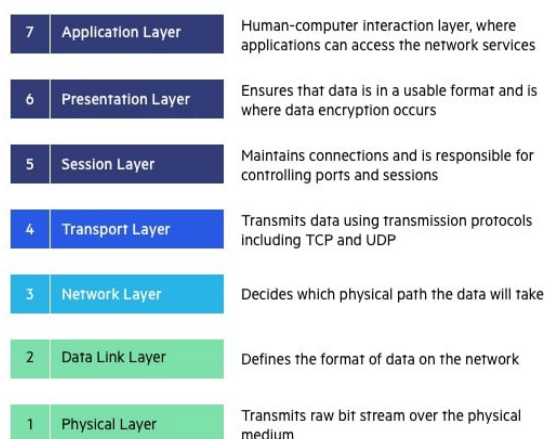 7 Application Layer
Human-computer interaction layer, where
applications can access the network services
6 Presentation Layer
Ensures that data is in a usable format and is
where data encryption occurs
5 Session Layer
Maintains connections and is responsible for
controlling ports and sessions
4 Transport Layer
Transmits data using transmission protocols
including TCP and UDP
3 Network Layer
Decides which physical path the data will take
2 Data Link Layer
Defines the format of data on the network
1 Physical Layer
Transmits raw bit stream over the physical
medium